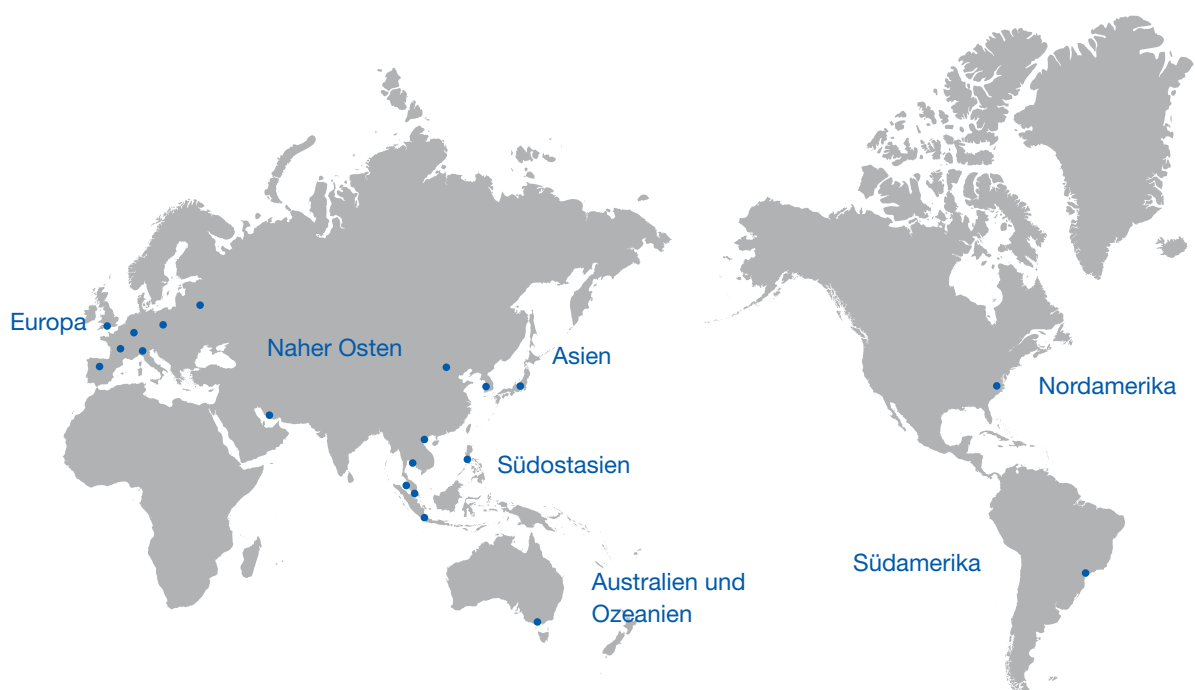 Europa
Naher Osten
Asien
Nordamerika
Südostasien
Südamerika
Australien und
Ozeanien